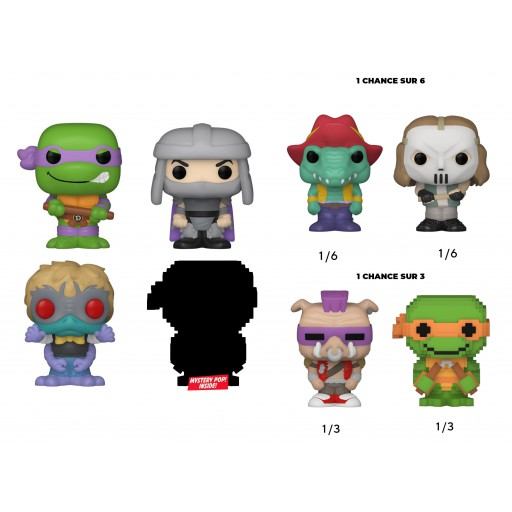 1 CHANCE SUR 6
1/6
1/6
1 CHANCE SUR 3
MYSTERY POP!
INSIDE!
1/3
1/3
D